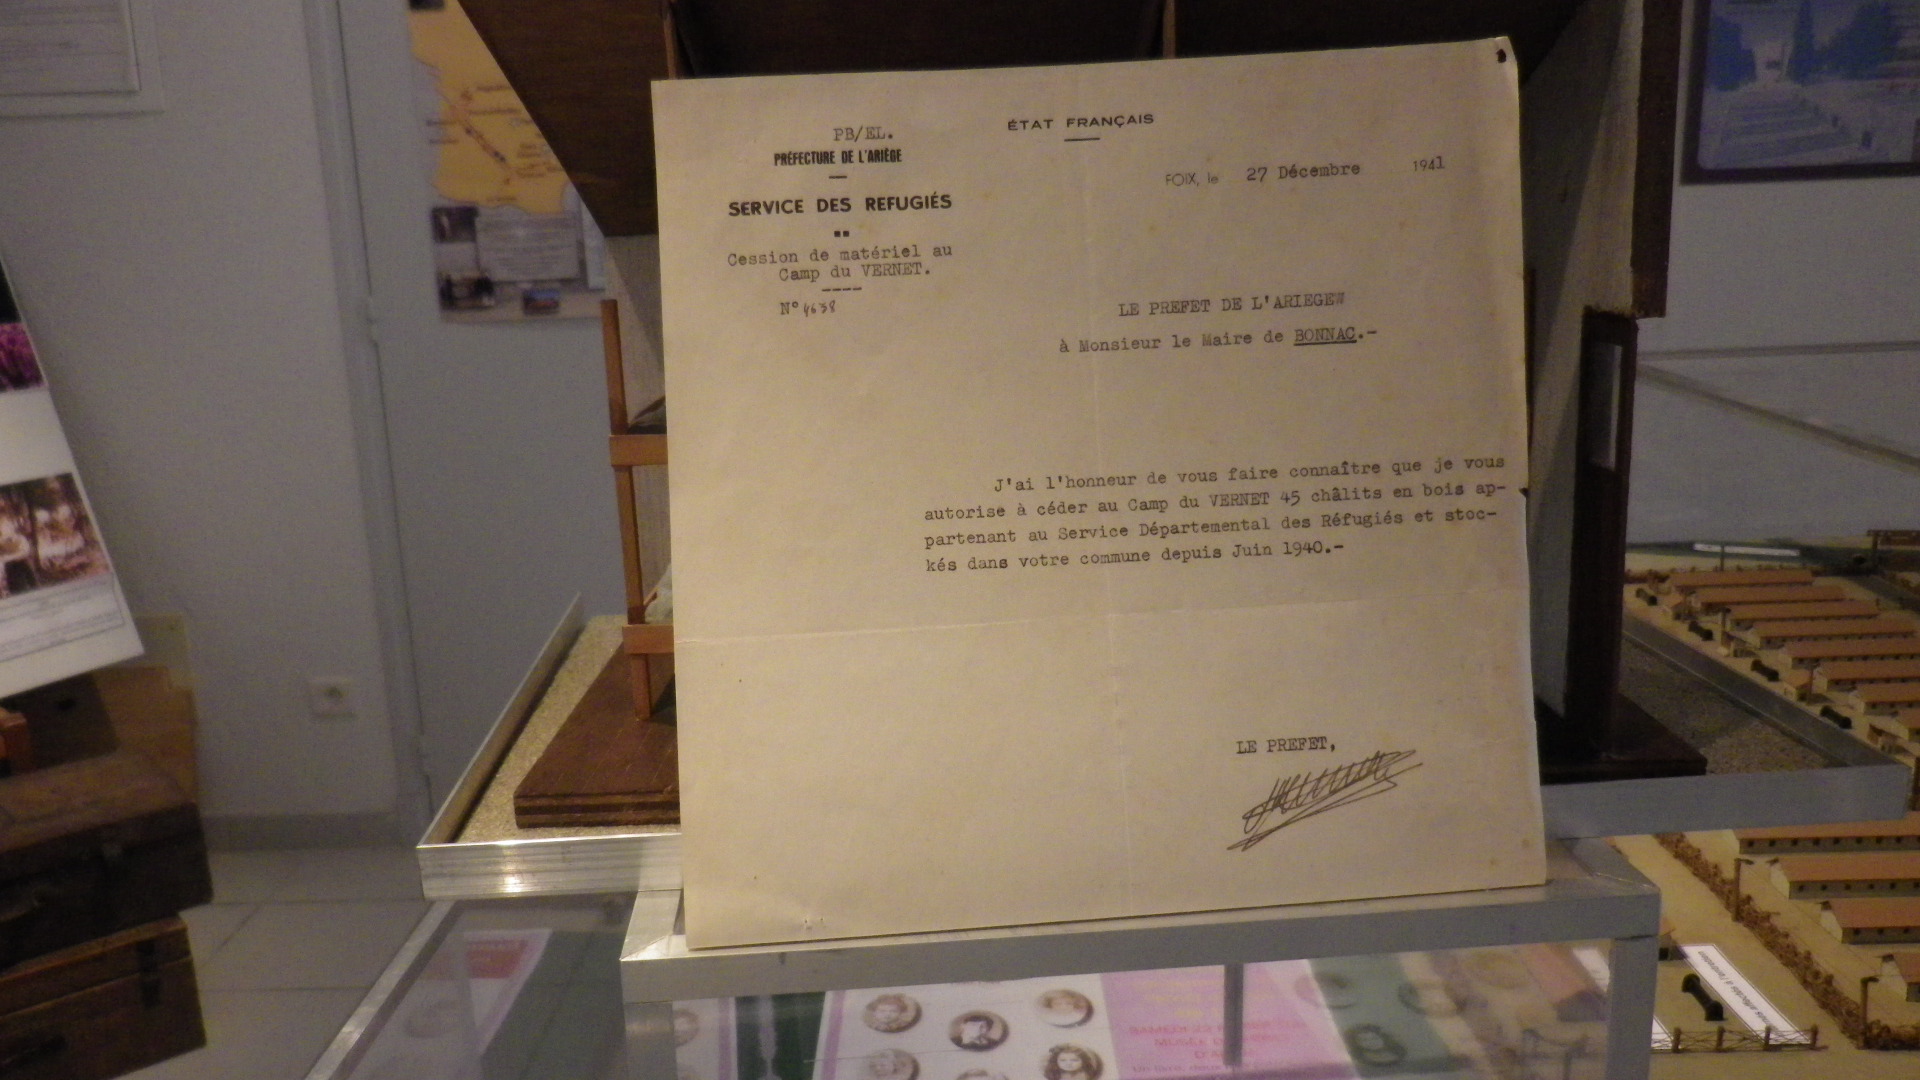 PB/EL.
PRÉFECTURE DE L'ARIÈGE
SERVICE DES REFUGIÉS
Cession de matériel au
Camp du VERNET.
N° 4638
ÉTAT FRANÇAIS
FOIX, le 27 Décembre 1941
LE PREFET DE L'ARIEGEW
à Monsieur le Maire de BONNAC.-
J'ai l'honneur de vous faire connaître que je vous
autorise à céder au Camp du VERNET 45 châlits en bois ap-
partenant au Service Départemental des Réfugiés et stoc-
kés dans votre commune depuis Juin 1940.-
LE PREFET,